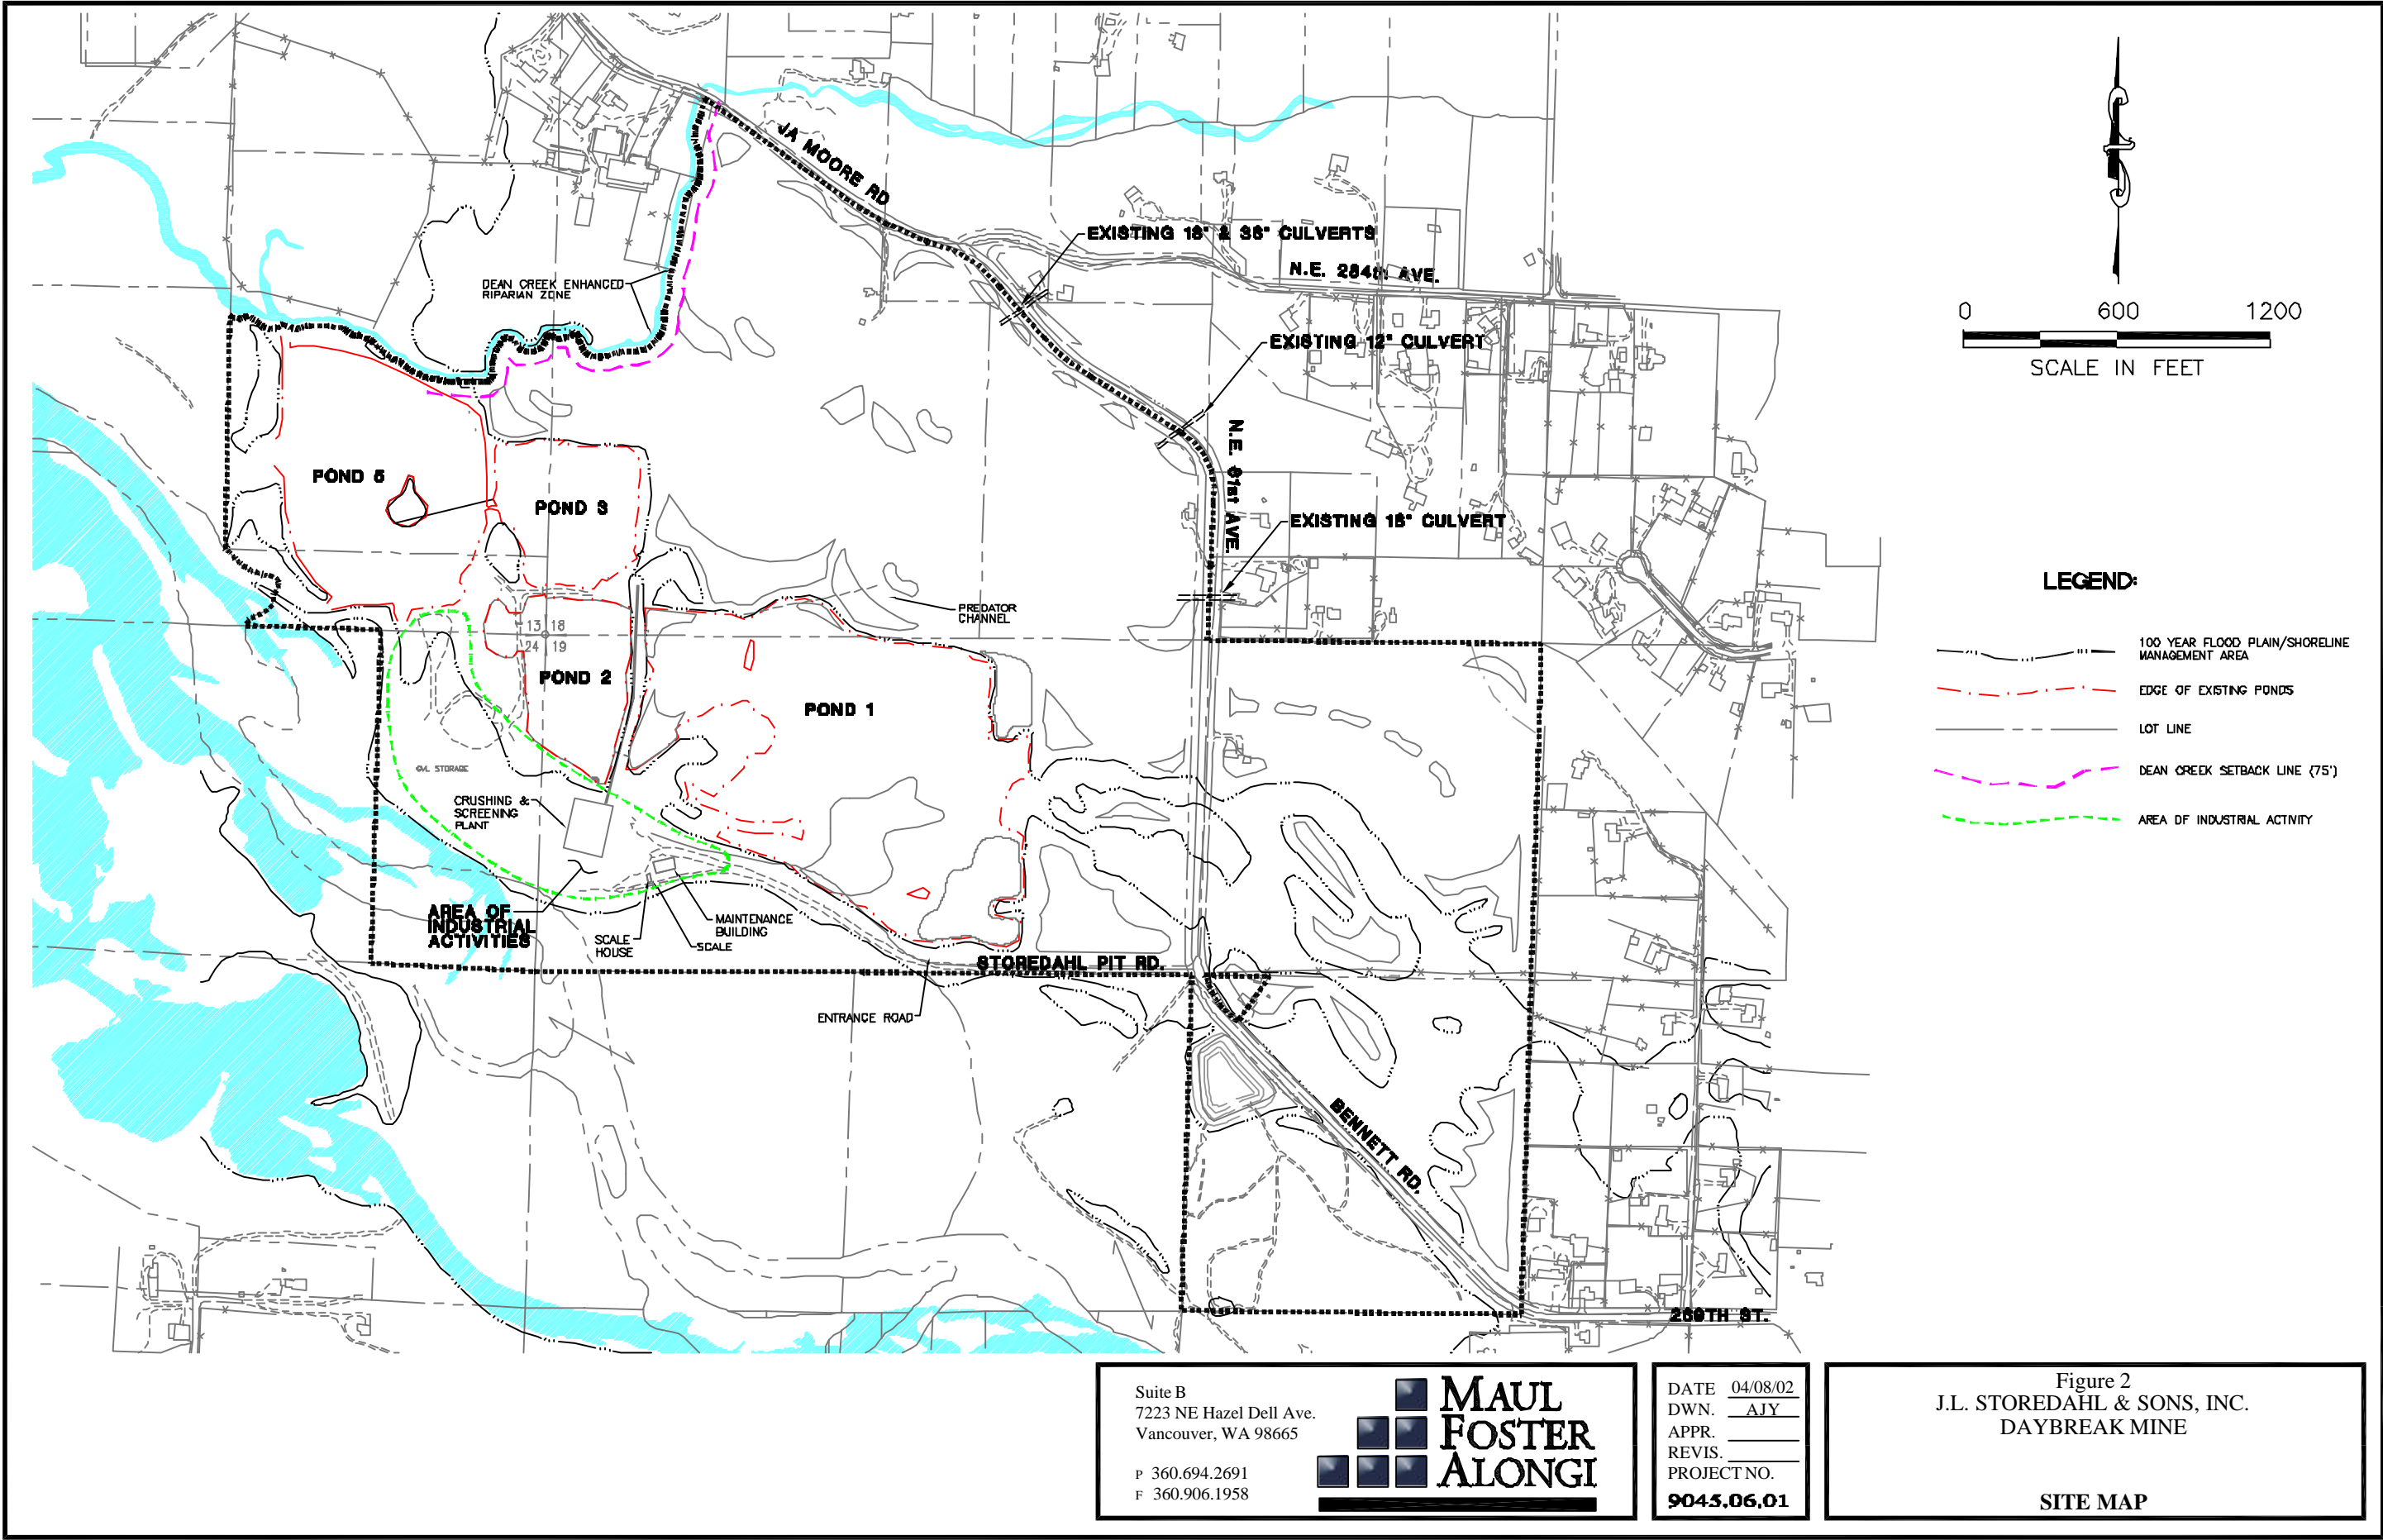 JA MOORE RD
EXISTING 18" & 36" CULVERTS
N.E. 284th AVE.
DEAN CREEK ENHANCED
RIPARIAN ZONE
EXISTING 12" CULVERT
N.E. 61st AVE.
POND 5
POND 3
EXISTING 18" CULVERT
PREDATOR
CHANNEL
13 18
24 19
POND 2
POND 1
GVL STORAGE
CRUSHING &
SCREENING
PLANT
AREA OF
INDUSTRIAL
ACTIVITIES
SCALE
HOUSE
MAINTENANCE
BUILDING
SCALE
STOREDAHL PIT RD.
ENTRANCE ROAD
BENNETT RD.
269TH ST.
0 600 1200
SCALE IN FEET
LEGEND:
100 YEAR FLOOD PLAIN/SHORELINE
MANAGEMENT AREA
EDGE OF EXISTING PONDS
LOT LINE
DEAN CREEK SETBACK LINE (75')
AREA OF INDUSTRIAL ACTIVITY
Suite B
7223 NE Hazel Dell Ave.
Vancouver, WA 98665
P 360.694.2691
F 360.906.1958
MAUL
FOSTER
ALONGI
DATE 04/08/02
DWN. AJY
APPR.
REVIS.
PROJECT NO.
9045.06.01
Figure 2
J.L. STOREDAHL & SONS, INC.
DAYBREAK MINE
SITE MAP